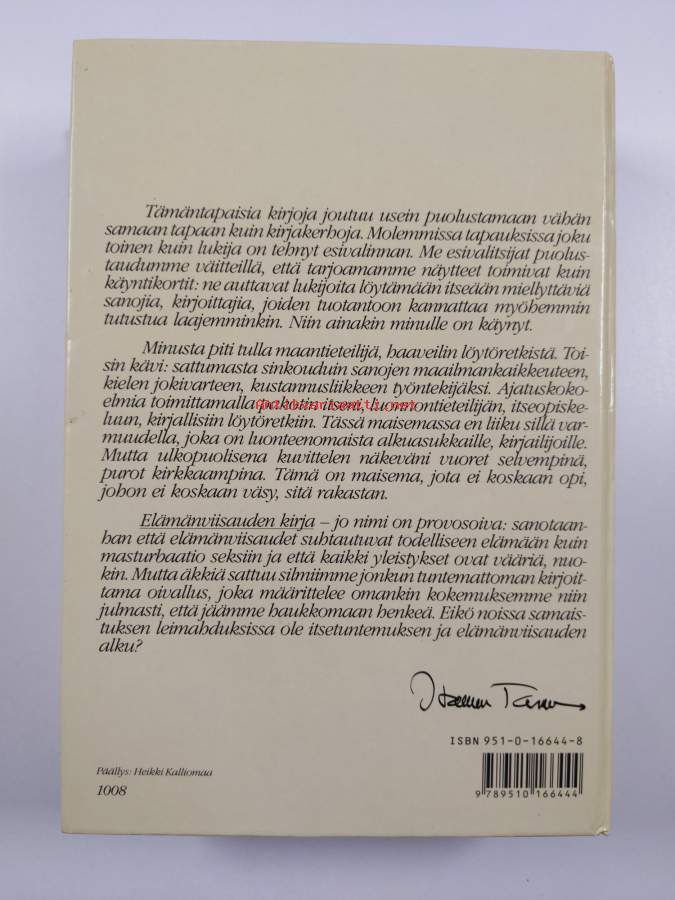 Tämäntapaisia kirjoja joutuu usein puolustamaan vähän
samaan tapaan kuin kirjakerhoja. Molemmissa tapauksissa joku
toinen kuin lukija on tehnyt esivalinnan. Me esivalitsijat puolus-
taudumme väitteillä, että tarjoamamme näytteet toimivat kuin
käyntikortit: ne auttavat lukijoita löytämään itseään miellyttäviä
sanojia, kirjoittajia, joiden tuotantoon kannattaa myöhemmin
tutustua laajemminkin. Niin ainakin minulle on käynyt.
Minusta piti tulla maantieteilijä, haaveilin löytöretkistä. Toi-
sin kävi: sattumasta sinkouduin sanojen maailmankaikkeuteen,
kielen jokivarteen, kustannusliikkeen työntekijäksi. Ajatuskoko-
elmia toimittamalla palautin itseni, luonnontieteilijän, itseopiske-
luun, kirjallisiin löytöretkiin. Tässä maisemassa en liiku sillä var-
muudella, joka on luonteenomaista alkuasukkaille, kirjailijoille.
Mutta ulkopuolisena kuvittelen näkeväni vuoret selvempinä,
purot kirkkaampina. Tämä on maisema, jota ei koskaan opi,
johon ei koskaan väsy, sitä rakastan.
Elämänviisauden kirja – jo nimi on provosoiva: sanotaan-
han että elämänviisaudet suhtautuvat todelliseen elämään kuin
masturbaatio seksiin ja että kaikki yleistykset ovat vääriä, nuo-
kin. Mutta äkkiä sattuu silmiimme jonkun tuntemattoman kirjoit-
tama oivallus, joka määrittelee omankin kokemuksemme niin
julmasti, että jäämme haukkomaan henkeä. Eikö noissa samais-
tuksen leimahduksissa ole itsetuntemuksen ja elämänviisauden
alku?
ISBN 951-0-16644-8
Päällys: Heikki Kalliomaa
1008
9 789510 166444